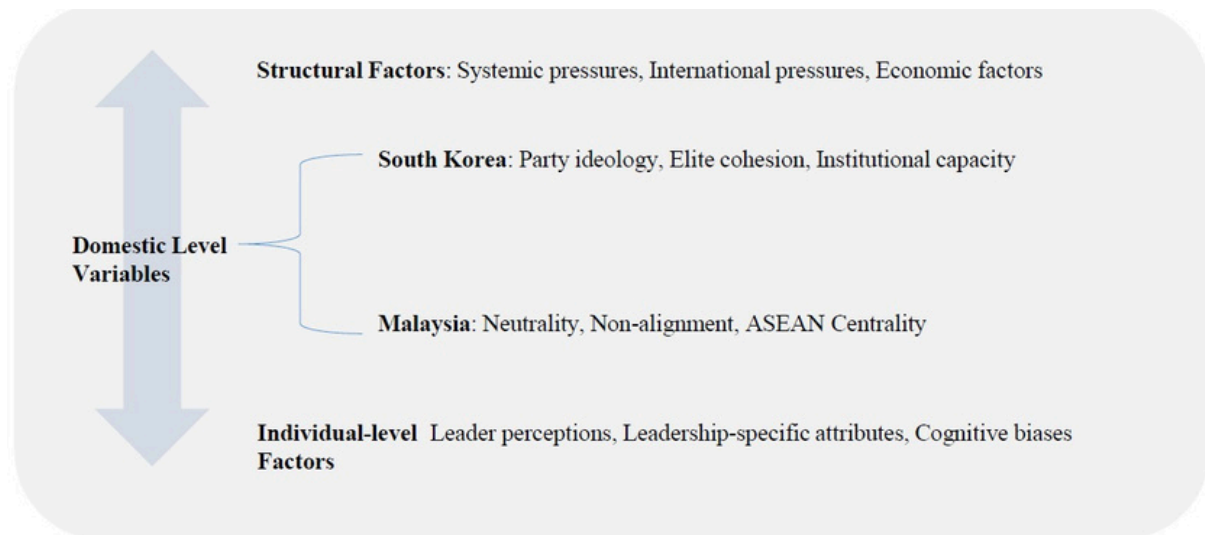 Structural Factors: Systemic pressures, International pressures, Economic factors
South Korea: Party ideology, Elite cohesion, Institutional capacity
Domestic Level
Variables
Malaysia: Neutrality, Non-alignment, ASEAN Centrality
Individual-level Leader perceptions, Leadership-specific attributes, Cognitive biases
Factors